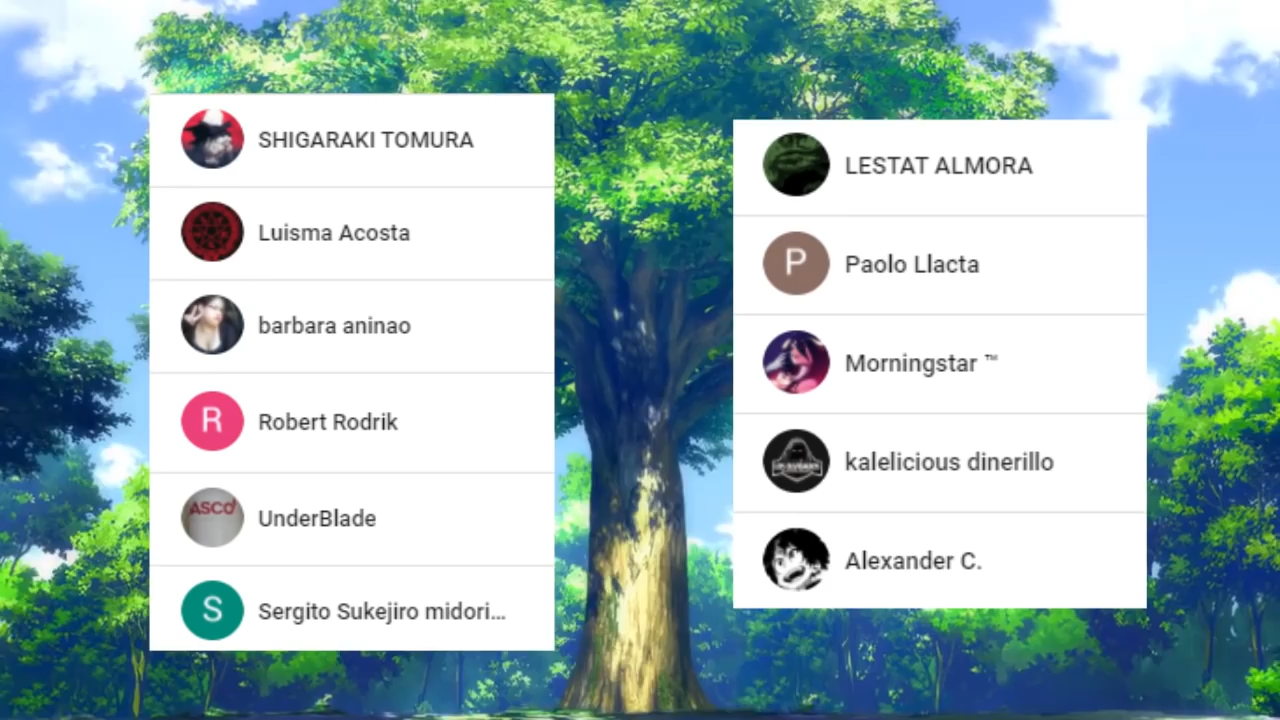 SHIGARAKI TOMURA
Luisma Acosta
barbara aninao
R
Robert Rodrik
ASCO
UnderBlade
S
Sergito Sukejiro midori...
LESTAT ALMORA
P
Paolo Llacta
Morningstar ™
kalelicious dinerillo
Alexander C.